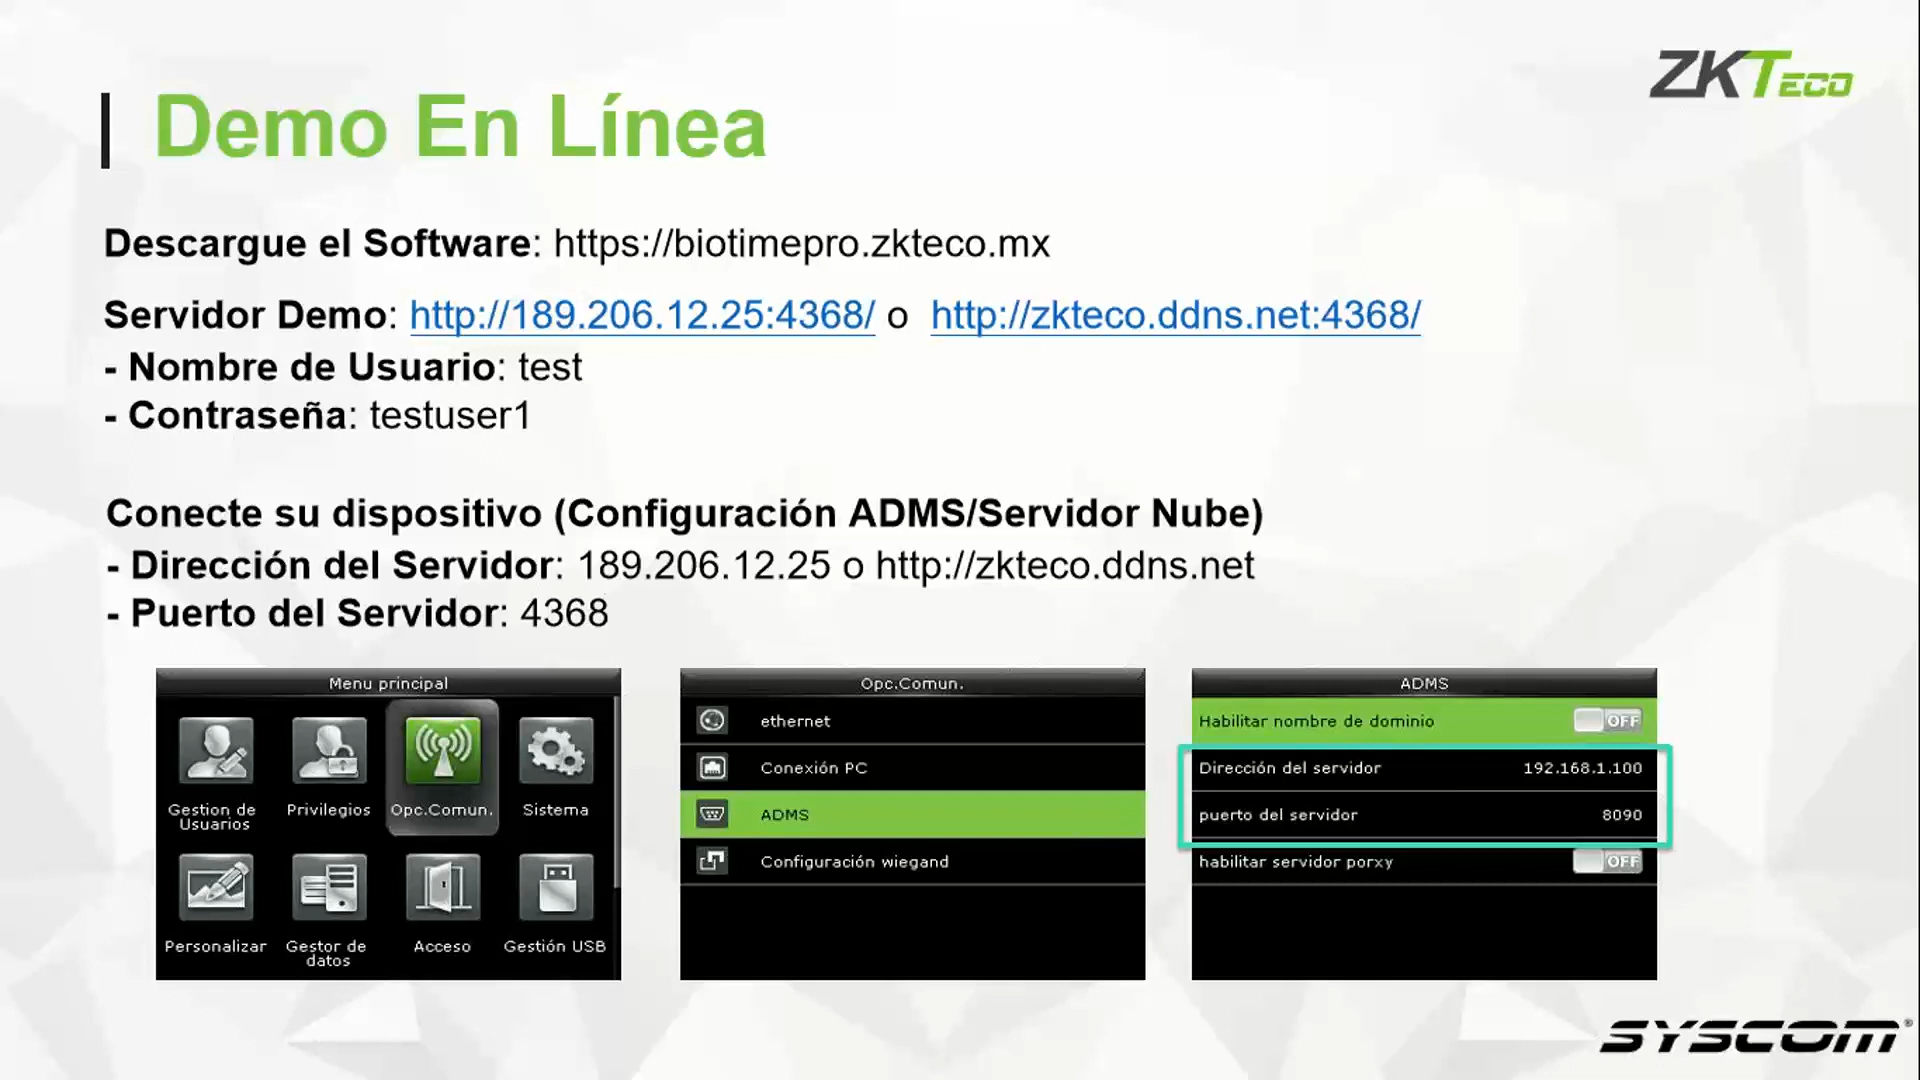 ZKTECO
Demo En Línea
Descargue el Software: https://biotimepro.zkteco.mx
Servidor Demo: http://189.206.12.25:4368/ o http://zkteco.ddns.net:4368/
- Nombre de Usuario: test
- Contraseña: testuser1
Conecte su dispositivo (Configuración ADMS/Servidor Nube)
- Dirección del Servidor: 189.206.12.25 o http://zkteco.ddns.net
- Puerto del Servidor: 4368
Menu principal
Gestion de Usuarios
Privilegios
Opc.Comun.
Sistema
Personalizar
Gestor de datos
Acceso
Gestión USB
Opc.Comun.
ethernet
Conexión PC
ADMS
Configuración wiegand
ADMS
Habilitar nombre de dominio OFF
Dirección del servidor 192.168.1.100
puerto del servidor 8090
habilitar servidor porxy OFF
SYSCOM®